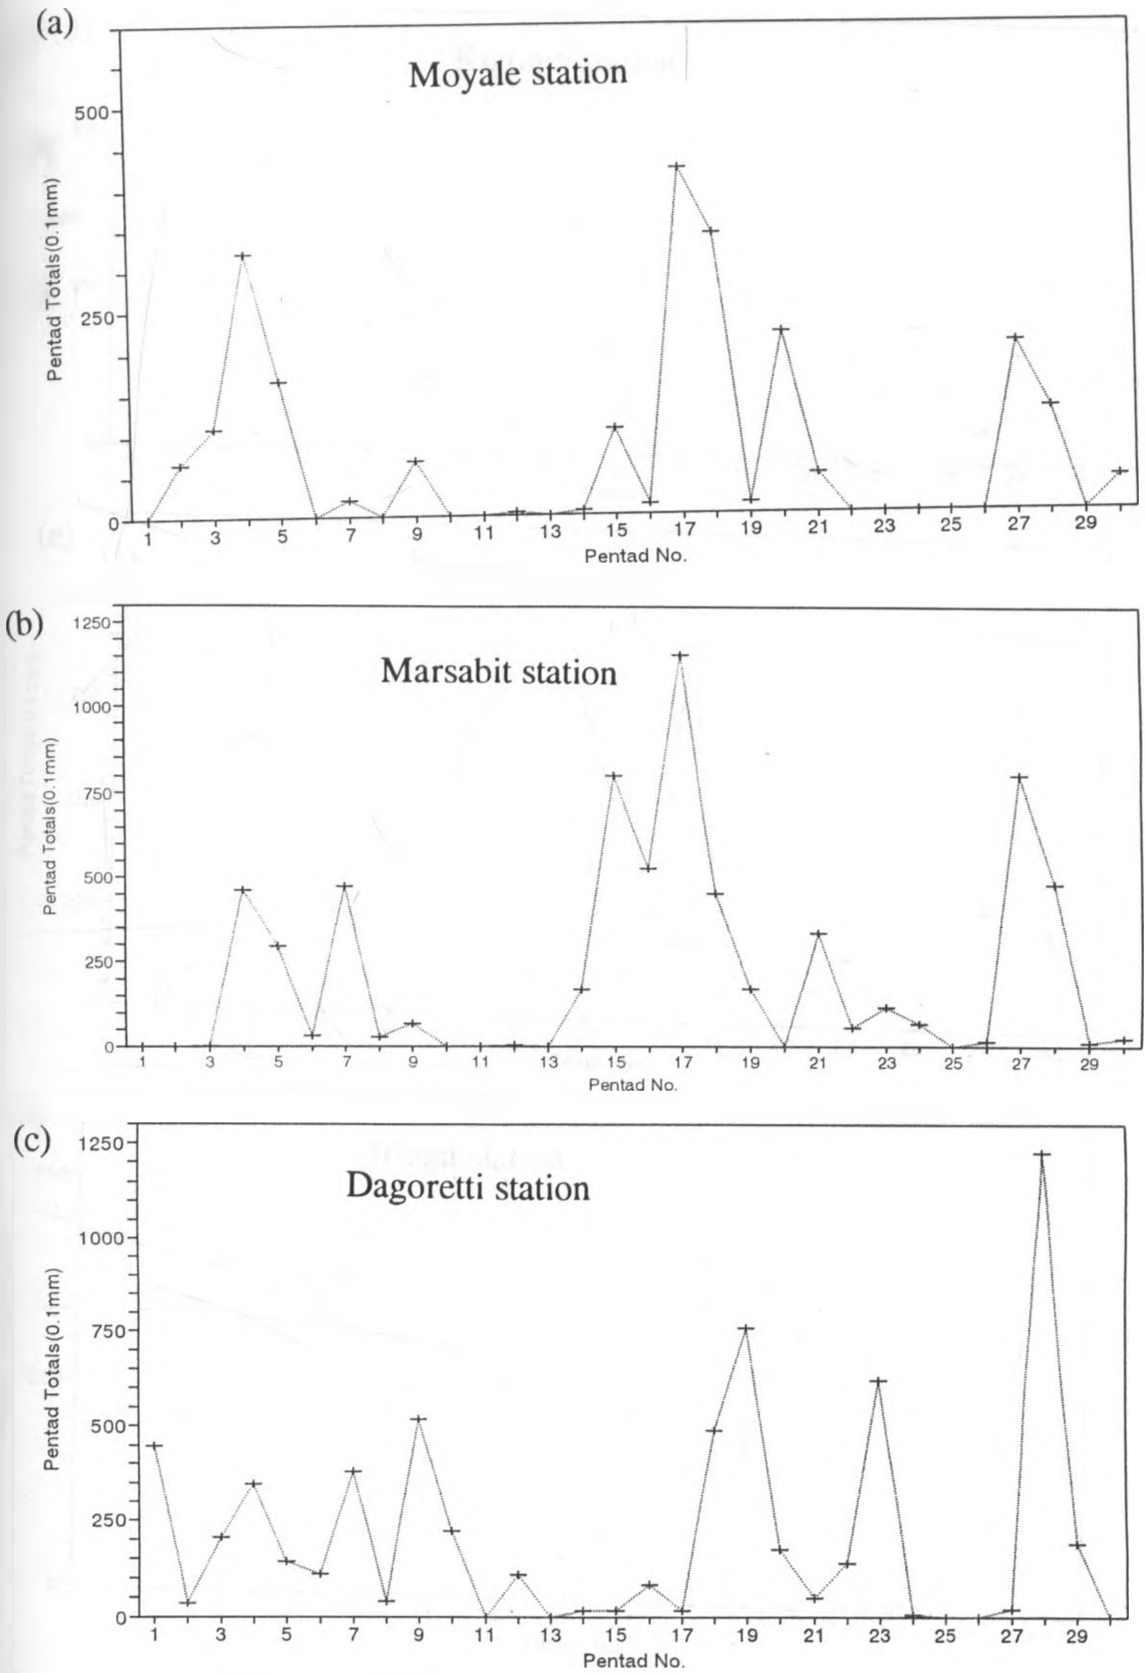 (a)
Moyale station
500
250
0
Pentad Totals(0.1mm)
1 3 5 7 9 11 13 15 17 19 21 23 25 27 29
Pentad No.
(b)
Marsabit station
1250
1000
750
500
250
0
Pentad Totals(0.1mm)
1 3 5 7 9 11 13 15 17 19 21 23 25 27 29
Pentad No.
(c)
Dagoretti station
1250
1000
750
500
250
0
Pentad Totals(0.1mm)
1 3 5 7 9 11 13 15 17 19 21 23 25 27 29
Pentad No.